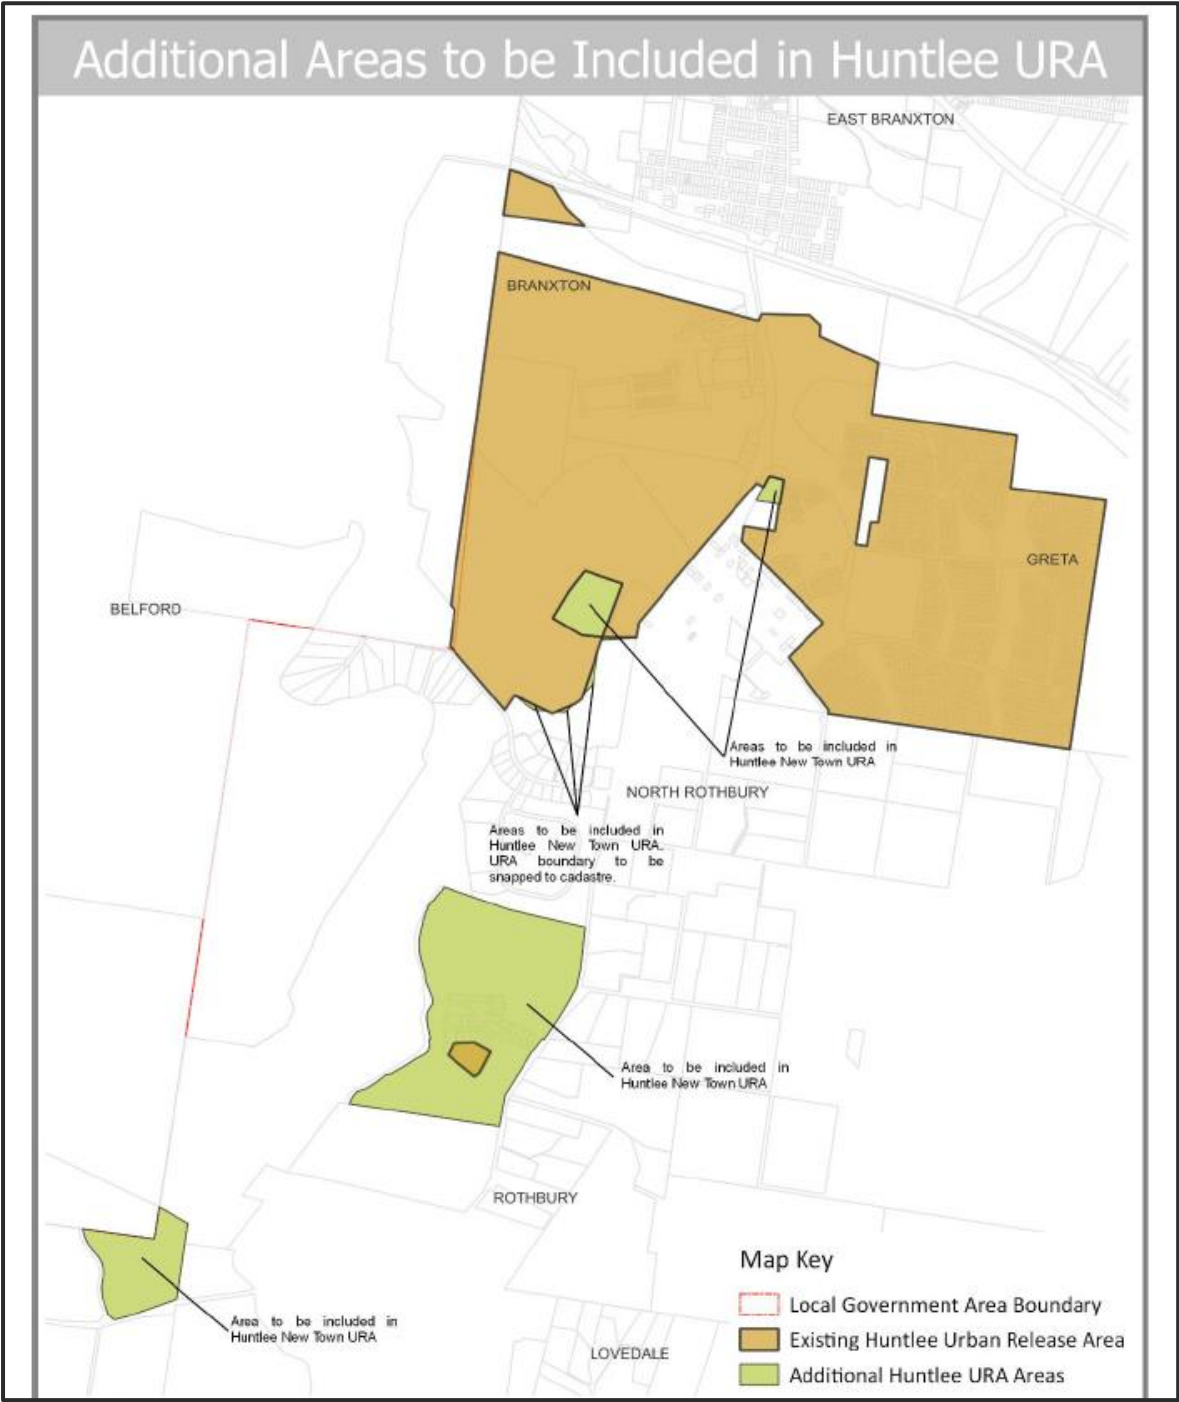 Additional Areas to be Included in Huntlee URA
EAST BRANXTON
BRANXTON
GRETA
BELFORD
Areas to be included in
Huntlee New Town URA
NORTH ROTHBURY
Areas to be included in
Huntlee New Town URA.
URA boundary to be
snapped to cadastre.
Area to be included in
Huntlee New Town URA
ROTHBURY
Map Key
Local Government Area Boundary
Existing Huntlee Urban Release Area
Additional Huntlee URA Areas
Area to be included in
Huntlee New Town URA
LOVEDALE